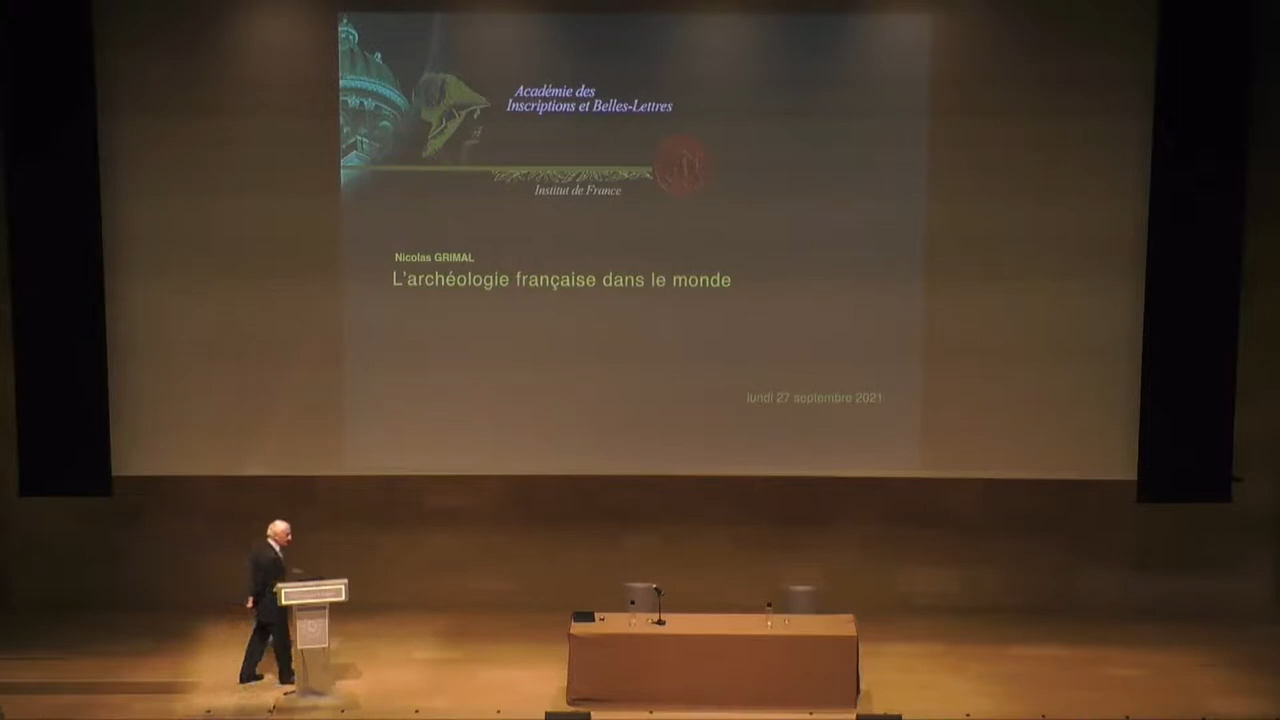 Académie des
Inscriptions et Belles-Lettres
Institut de France
Nicolas GRIMAL
L'archéologie française dans le monde
lundi 27 septembre 2021